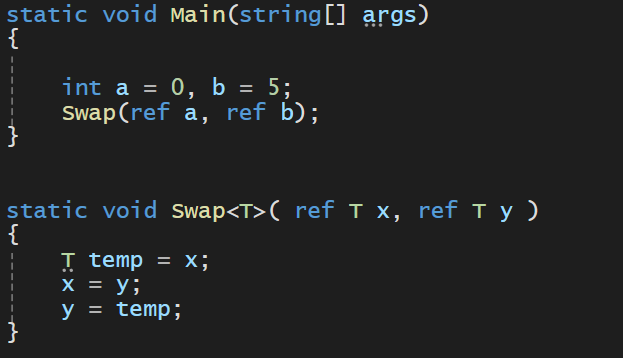 static void Main(string[] args)
{
int a = 0, b = 5;
Swap(ref a, ref b);
}
static void Swap<T>( ref T x, ref T y )
{
T temp = x;
x = y;
y = temp;
}